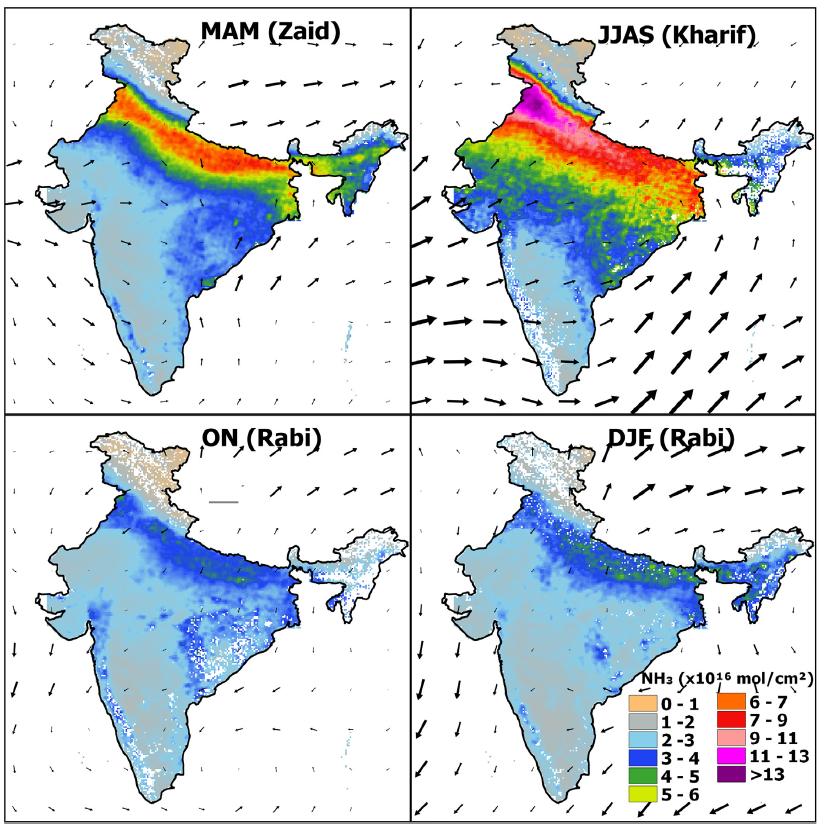 MAM (Zaid)
JJAS (Kharif)
ON (Rabi)
DJF (Rabi)
NH₃ (x10¹⁶ mol/cm²)
0 - 1
1 -2
2 -3
3 - 4
4 - 5
5 - 6
6 - 7
7 - 9
9 - 11
11 - 13
>13